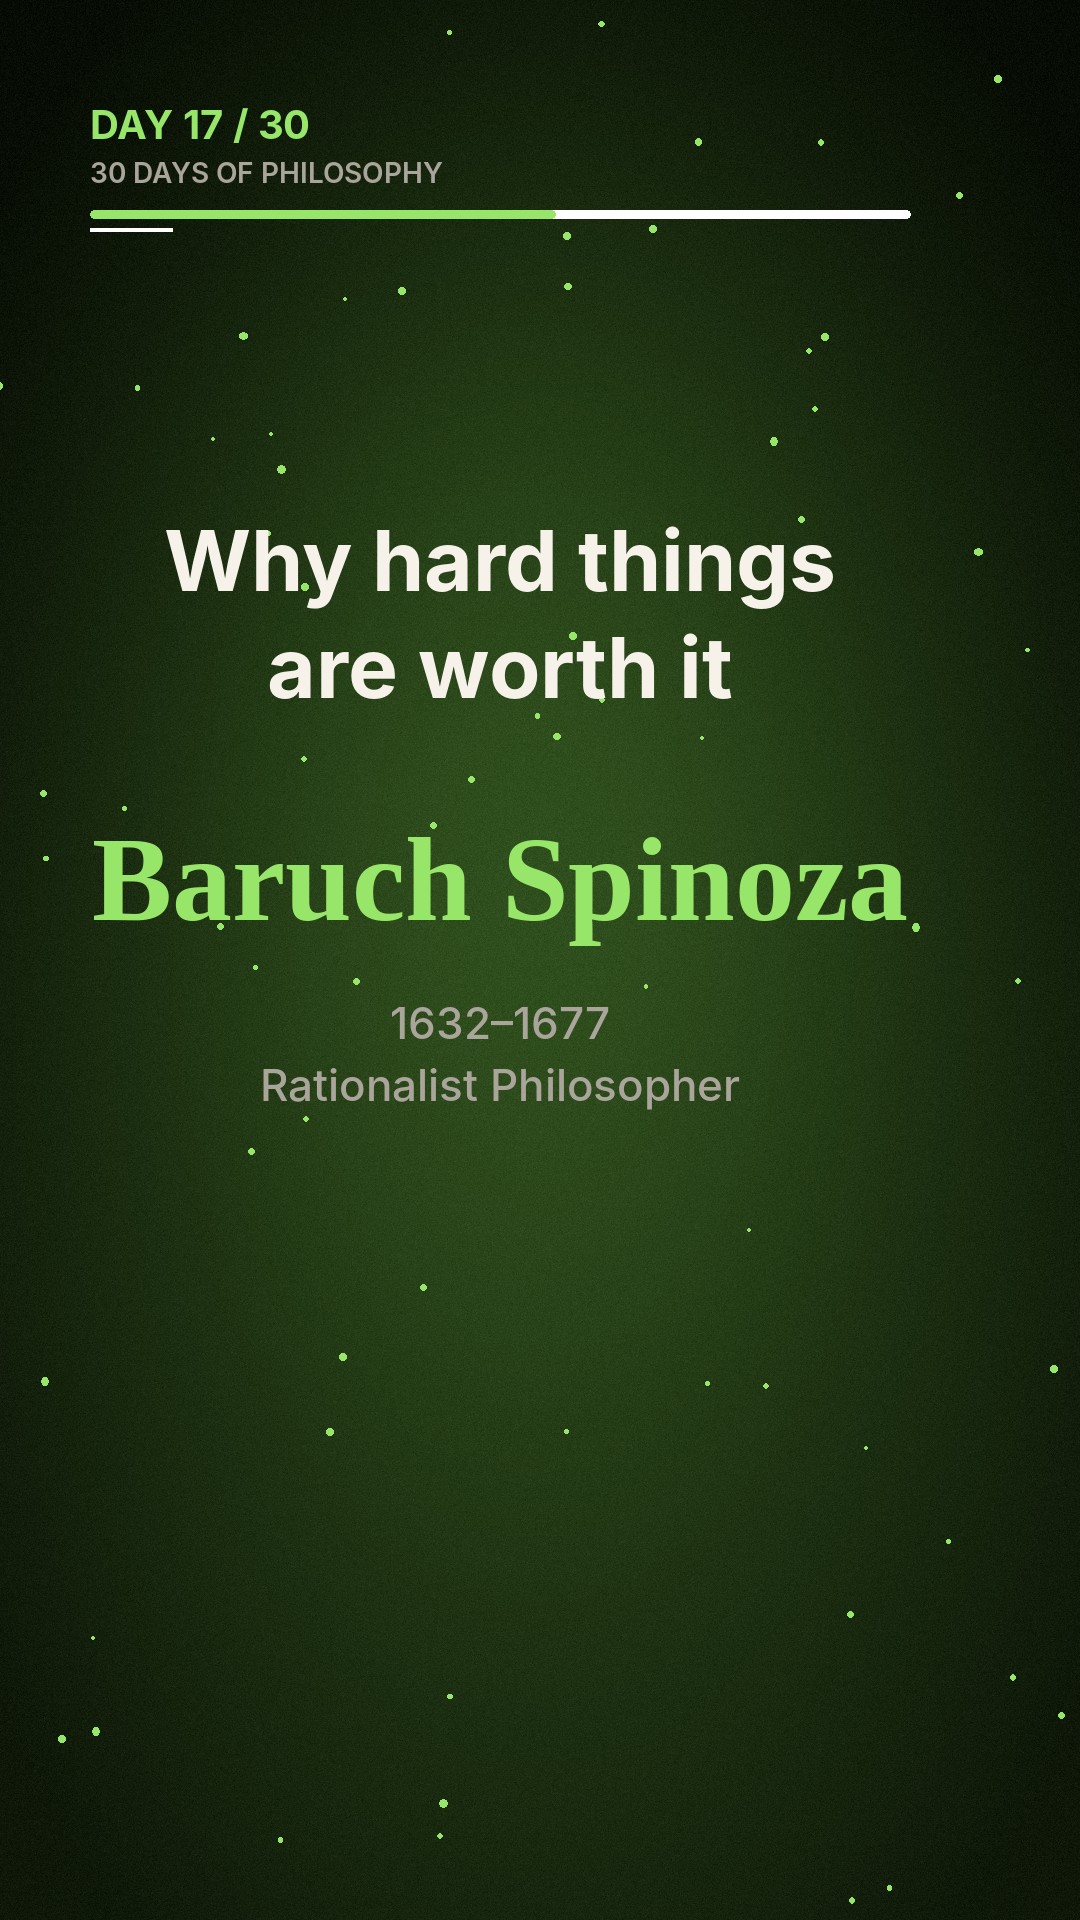 DAY 17 / 30
30 DAYS OF PHILOSOPHY
Why hard things
are worth it
Baruch Spinoza
1632–1677
Rationalist Philosopher